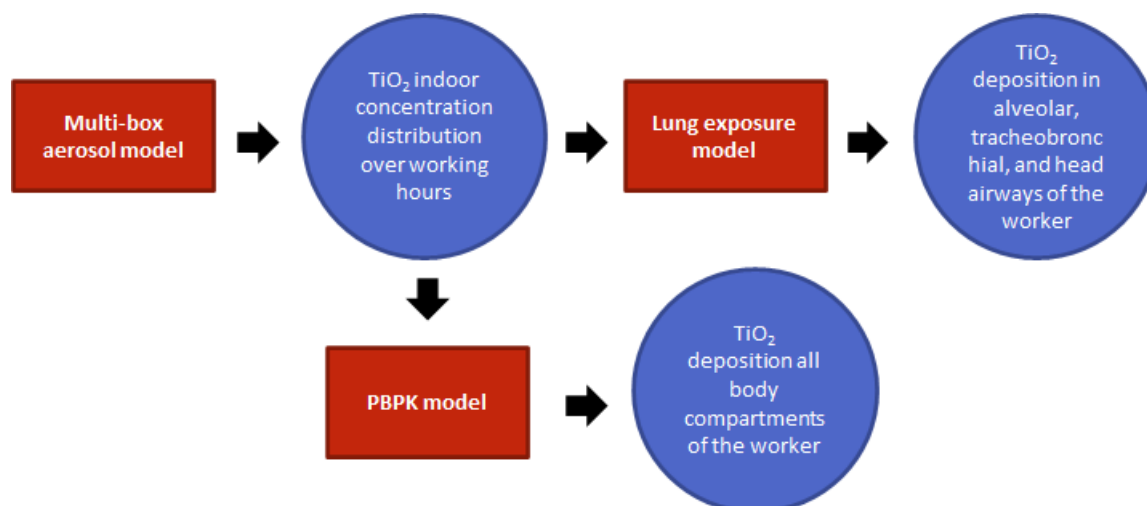 Multi-box
aerosol model
TiO₂ indoor
concentration
distribution
over working
hours
Lung exposure
model
TiO₂
deposition in
alveolar,
tracheobronc
hial, and head
airways of the
worker
PBPK model
TiO₂
deposition all
body
compartments
of the worker